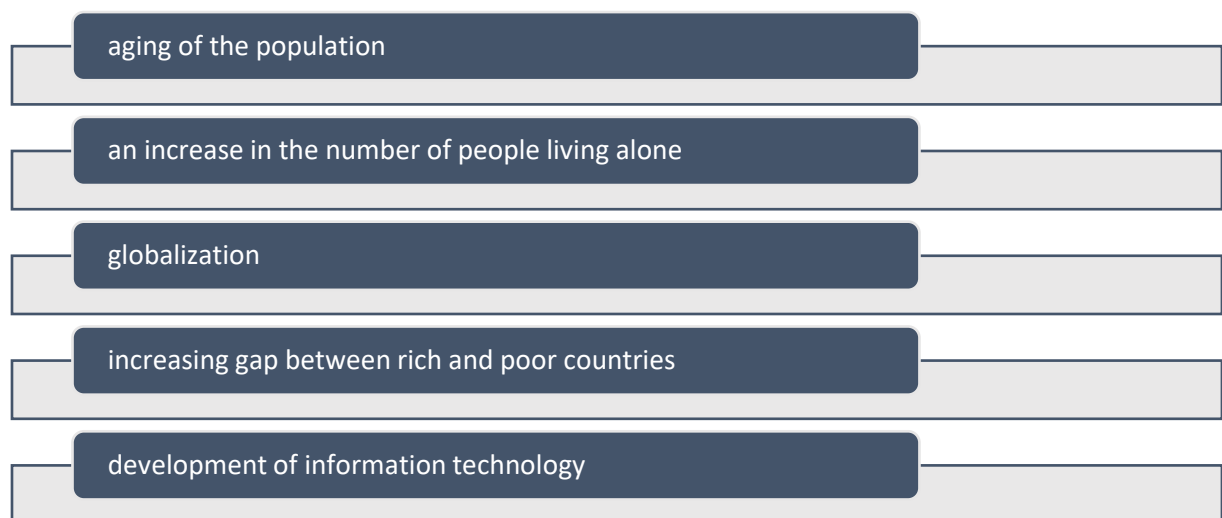 aging of the population
an increase in the number of people living alone
globalization
increasing gap between rich and poor countries
development of information technology